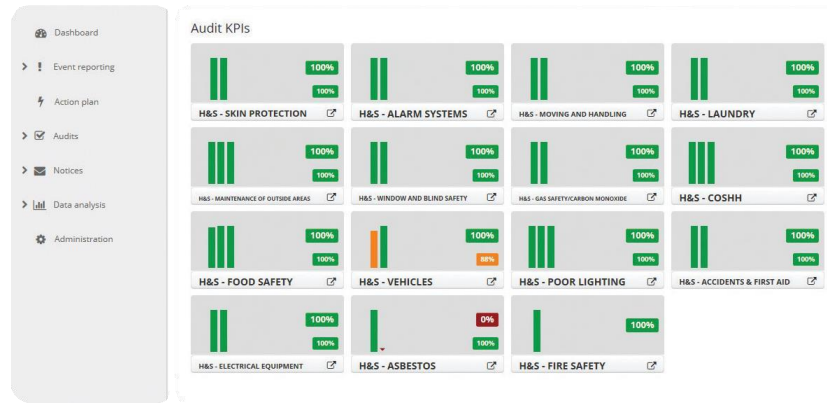 Dashboard
Event reporting
Action plan
Audits
Notices
Data analysis
Administration
Audit KPIs
100%
100%
H&S - SKIN PROTECTION
100%
100%
H&S - ALARM SYSTEMS
100%
100%
H&S - MOVING AND HANDLING
100%
100%
H&S - LAUNDRY
100%
100%
H&S - MAINTENANCE OF OUTSIDE AREAS
100%
100%
H&S - WINDOW AND BLIND SAFETY
100%
100%
H&S - GAS SAFETY/CARBON MONOXIDE
100%
100%
H&S - COSHH
100%
100%
H&S - FOOD SAFETY
100%
88%
H&S - VEHICLES
100%
100%
H&S - POOR LIGHTING
100%
100%
H&S - ACCIDENTS & FIRST AID
100%
100%
H&S - ELECTRICAL EQUIPMENT
0%
100%
H&S - ASBESTOS
100%
H&S - FIRE SAFETY